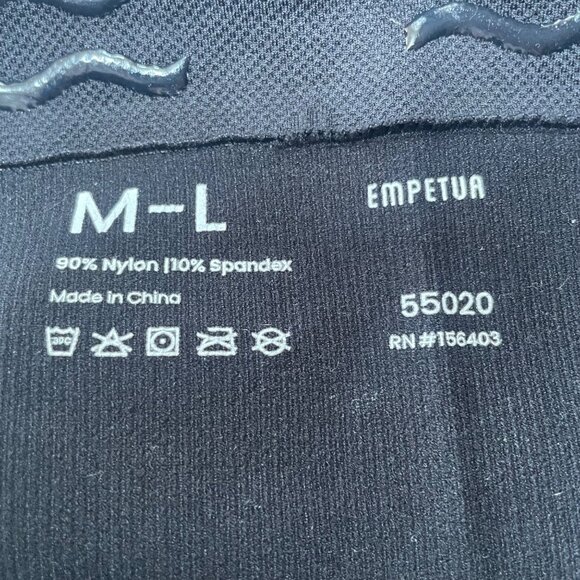 M-L
EMPETUA
90% Nylon | 10% Spandex
Made in China
55020
RN #156403